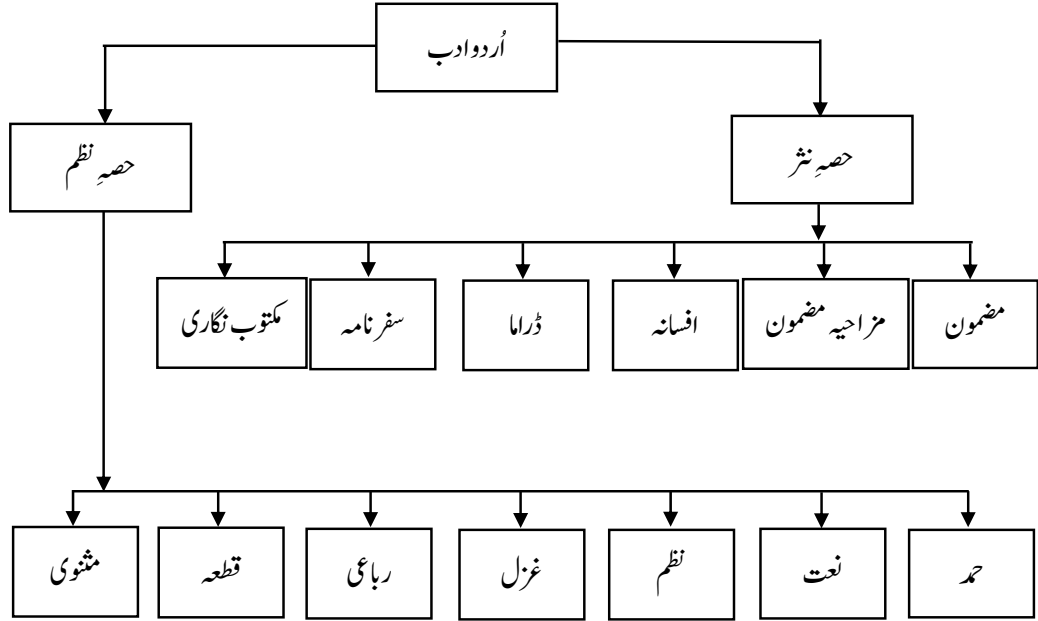 اُردو ادب
حصہِ نثر
حصہِ نظم
مضمون
مزاحیہ مضمون
افسانہ
ڈراما
سفر نامہ
مکتوب نگاری
حمد
نعت
نظم
غزل
رباعی
قطعہ
مثنوی